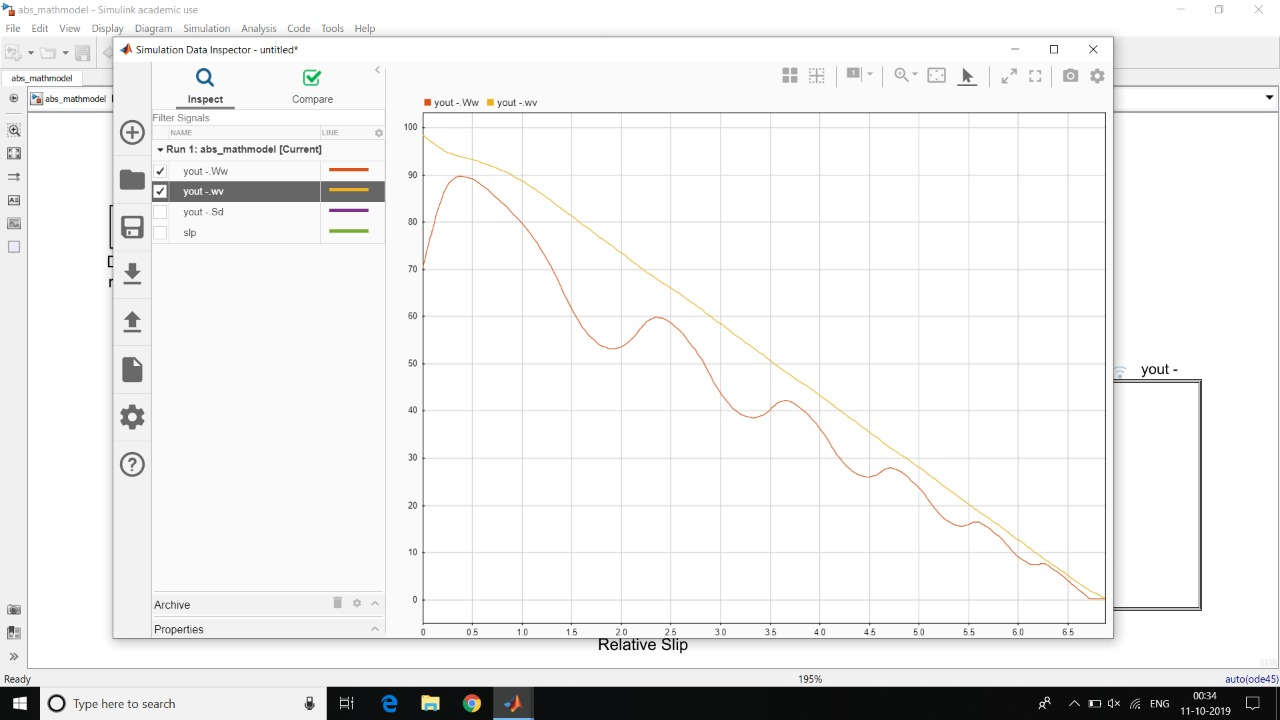 abs_mathmodel - Simulink academic use
File Edit View Display Diagram Simulation Analysis Code Tools Help
Simulation Data Inspector - untitled*
abs_mathmodel
abs_mathmodel
Inspect
Compare
Filter Signals
NAME LINE
Run 1: abs_mathmodel [Current]
yout -.Ww
yout -.wv
yout -.Sd
slp
Archive
Properties
1
yout -.Ww yout -.wv
100
90
80
70
60
50
40
30
20
10
0
0 0.5 1.0 1.5 2.0 2.5 3.0 3.5 4.0 4.5 5.0 5.5 6.0 6.5
Relative Slip
yout -
Ready 195% auto(ode45)
Type here to search
ENG
00:34
11-10-2019